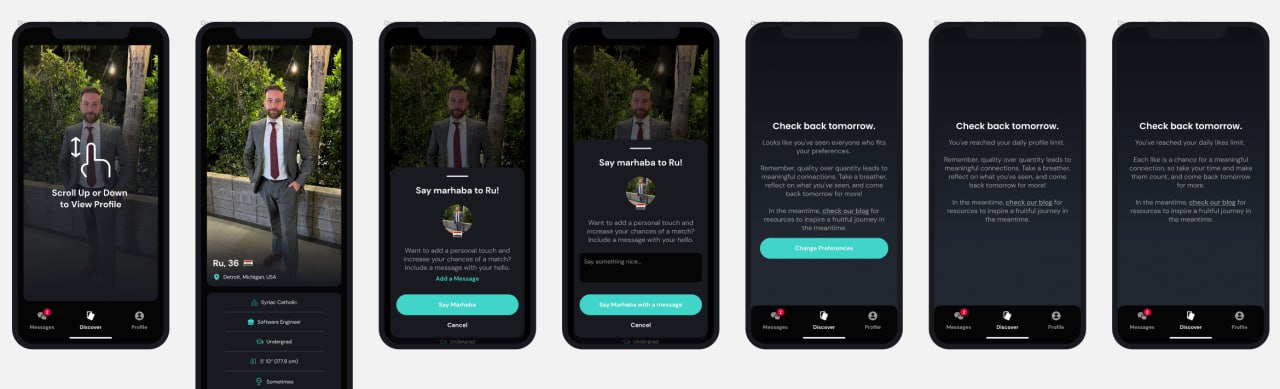 Scroll Up or Down
to View Profile
2
Messages
Discover
Profile
Ru, 36
Detroit, Michigan, USA
Syriac Catholic
Software Engineer
Undergrad
5' 10" (177.8 cm)
Sometimes
Say marhaba to Ru!
Want to add a personal touch and
increase your chances of a match?
Include a message with your hello.
Add a Message
Say Marhaba
Cancel
Undergrad
Say marhaba to Ru!
Want to add a personal touch and
increase your chances of a match?
Include a message with your hello.
Say something nice...
Say Marhaba with a message
Cancel
Undergrad
Check back tomorrow.
Looks like you've seen everyone who fits
your preferences.
Remember, quality over quantity leads to
meaningful connections. Take a breather,
reflect on what you've seen, and come
back tomorrow for more!
In the meantime, check our blog for
resources to inspire a fruitful journey in
the meantime.
Change Preferences
2
Messages
Discover
Profile
Check back tomorrow.
You've reached your daily profile limit.
Remember, quality over quantity leads to
meaningful connections. Take a breather,
reflect on what you've seen, and come
back tomorrow for more!
In the meantime, check our blog for
resources to inspire a fruitful journey in
the meantime.
2
Messages
Discover
Profile
Check back tomorrow.
You've reached your daily likes limit.
Each like is a chance for a meaningful
connection, so take your time and make
them count, and come back tomorrow
for more.
In the meantime, check our blog for
resources to inspire a fruitful journey in
the meantime.
2
Messages
Discover
Profile